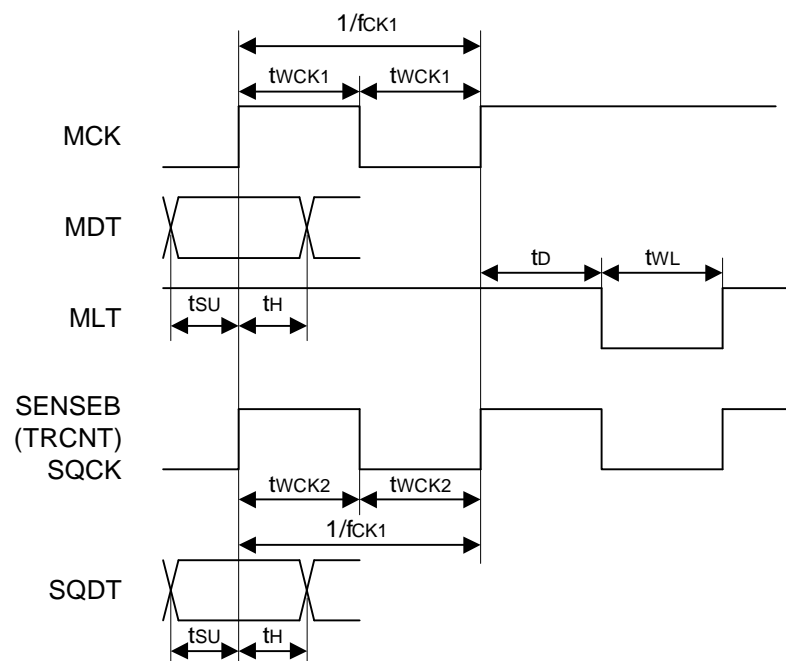 1/fCK1
tWCK1 tWCK1
MCK
MDT
tD tWL
MLT
tSU tH
SENSEB
(TRCNT)
SQCK
tWCK2 tWCK2
1/fCK1
SQDT
tSU tH